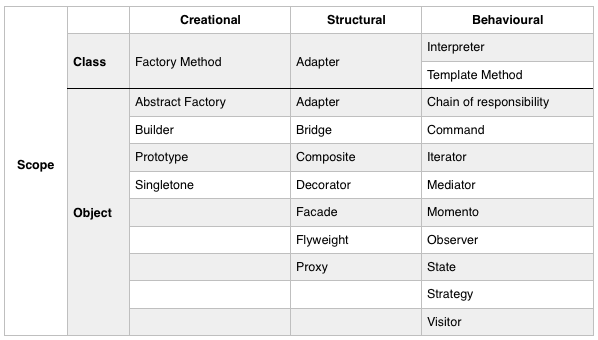 Creational Structural Behavioural
Scope Class Factory Method Adapter Interpreter
Template Method
Object Abstract Factory Adapter Chain of responsibility
Builder Bridge Command
Prototype Composite Iterator
Singletone Decorator Mediator
Facade Momento
Flyweight Observer
Proxy State
Strategy
Visitor